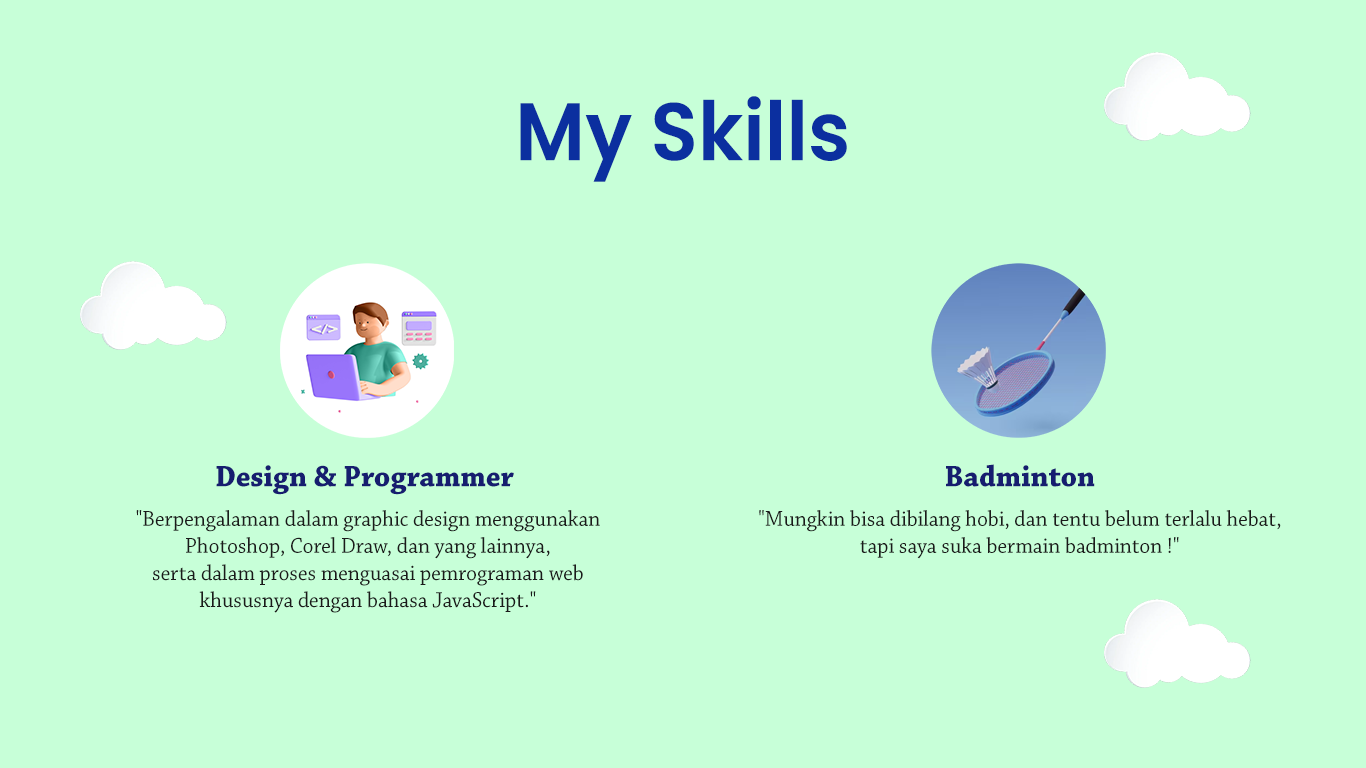 My Skills
Design & Programmer
"Berpengalaman dalam graphic design menggunakan
Photoshop, Corel Draw, dan yang lainnya,
serta dalam proses menguasai pemrograman web
khususnya dengan bahasa JavaScript."
Badminton
"Mungkin bisa dibilang hobi, dan tentu belum terlalu hebat,
tapi saya suka bermain badminton !"